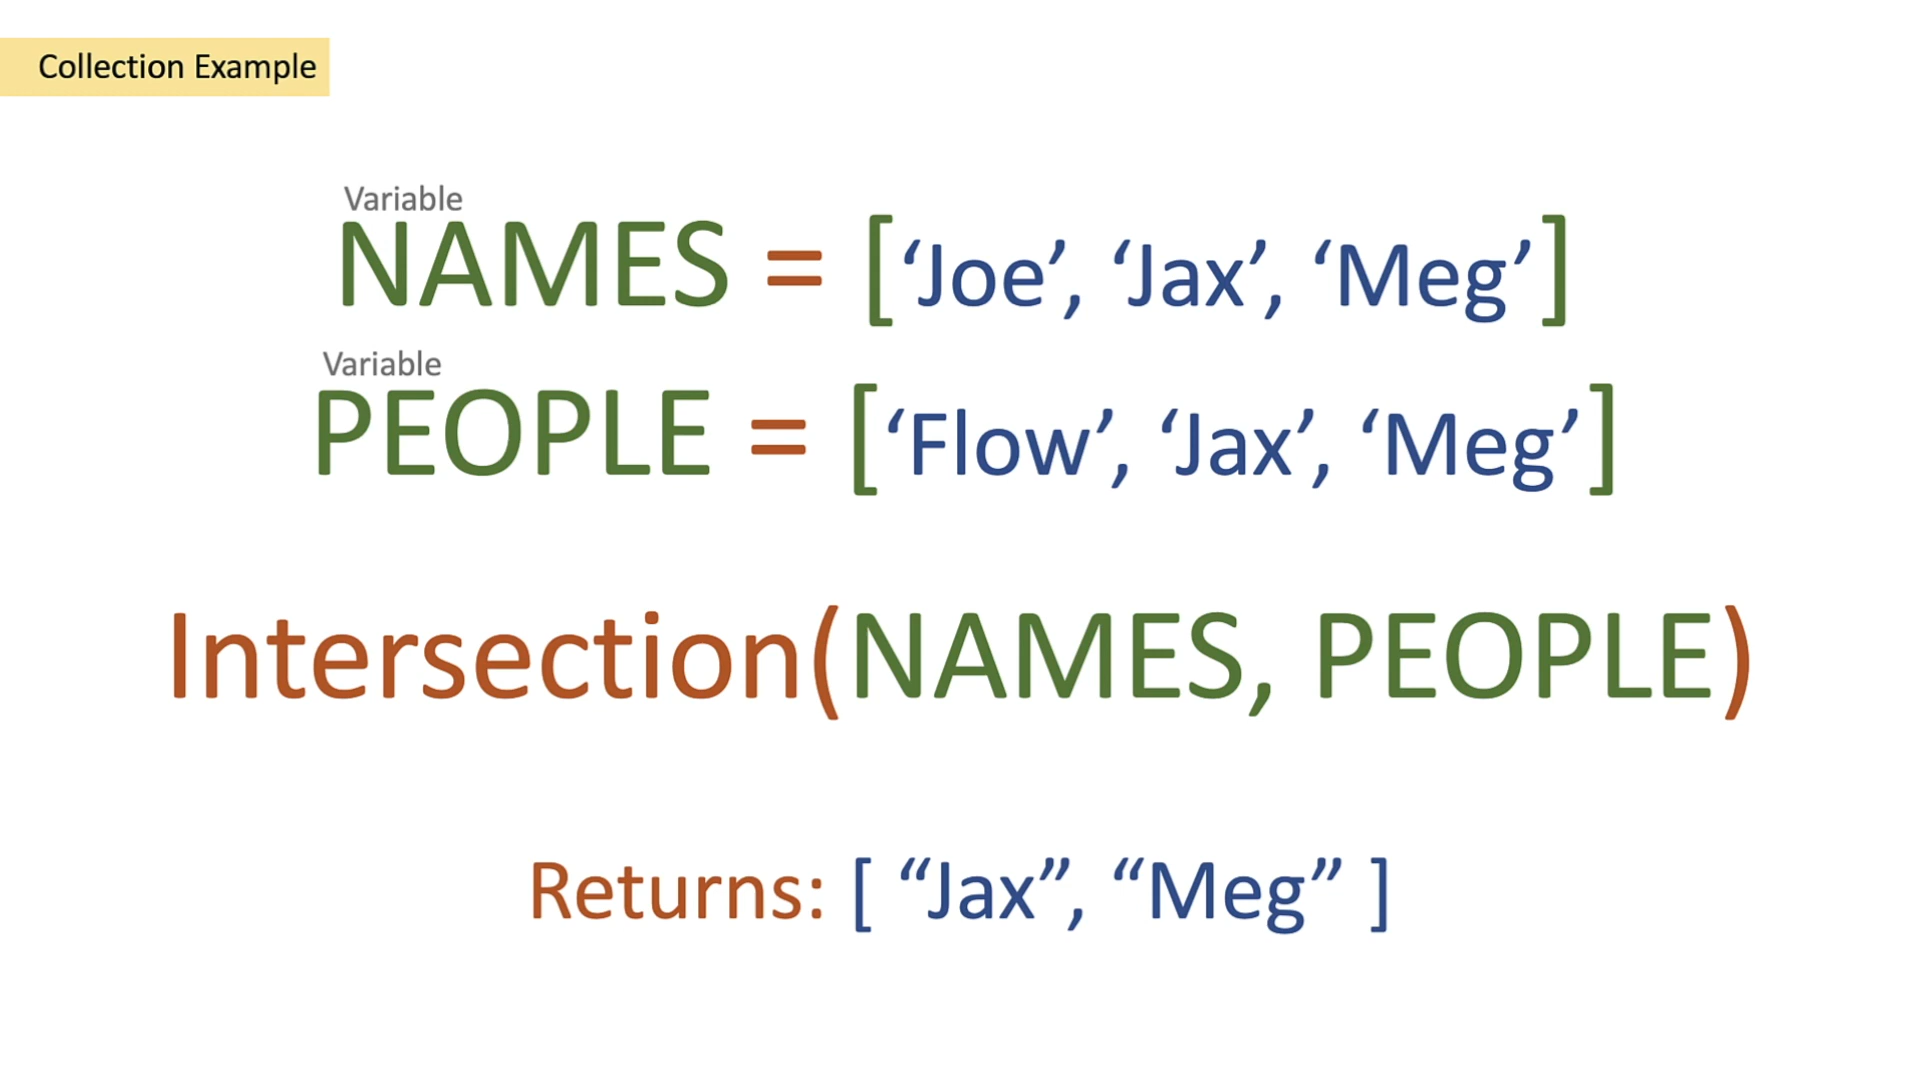 Collection Example
Variable
NAMES = [‘Joe’, ‘Jax’, ‘Meg’]
Variable
PEOPLE = [‘Flow’, ‘Jax’, ‘Meg’]
Intersection(NAMES, PEOPLE)
Returns: [ “Jax”, “Meg” ]